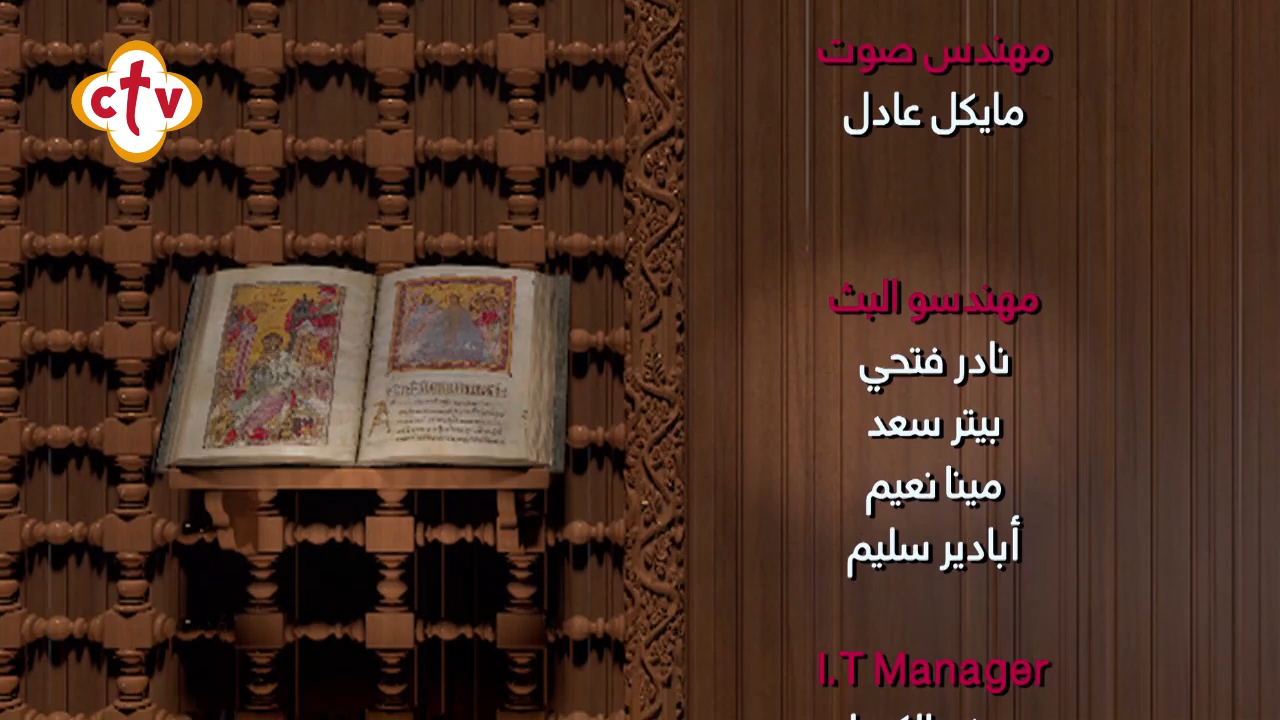 ctv
مهندس صوت
مايكل عادل
مهندسو البث
نادر فتحي
بيتر سعد
مينا نعيم
أبادير سليم
I.T Manager